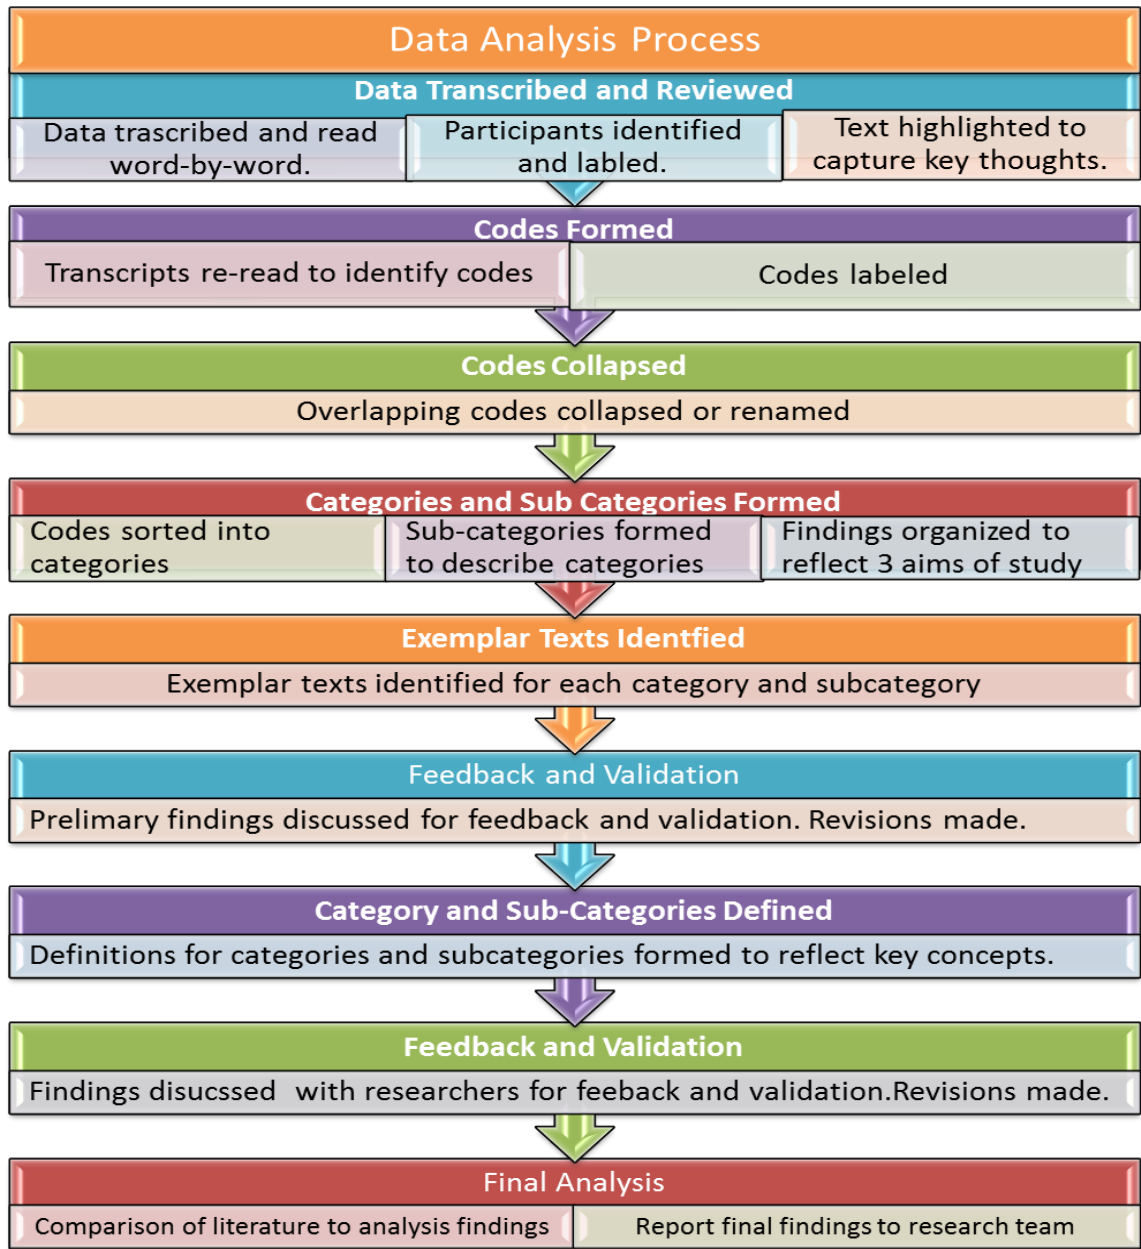 Data Analysis Process
Data Transcribed and Reviewed
Data trascribed and read
word-by-word.
Participants identified
and labled.
Text highlighted to
capture key thoughts.
Codes Formed
Transcripts re-read to identify codes
Codes labeled
Codes Collapsed
Overlapping codes collapsed or renamed
Categories and Sub Categories Formed
Codes sorted into
categories
Sub-categories formed
to describe categories
Findings organized to
reflect 3 aims of study
Exemplar Texts Identfied
Exemplar texts identified for each category and subcategory
Feedback and Validation
Prelimary findings discussed for feedback and validation. Revisions made.
Category and Sub-Categories Defined
Definitions for categories and subcategories formed to reflect key concepts.
Feedback and Validation
Findings disucssed  with researchers for feeback and validation.Revisions made.
Final Analysis
Comparison of literature to analysis findings
Report final findings to research team